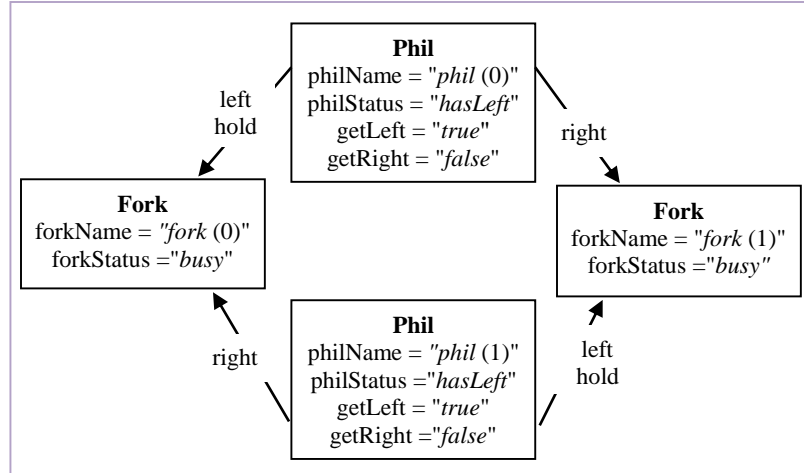 Phil
philName = "phil (0)"
philStatus = "hasLeft"
getLeft = "true"
getRight = "false"
left
hold
right
Fork
forkName = "fork (0)"
forkStatus ="busy"
Fork
forkName = "fork (1)"
forkStatus ="busy"
Phil
philName = "phil (1)"
philStatus ="hasLeft"
getLeft = "true"
getRight ="false"
right
left
hold